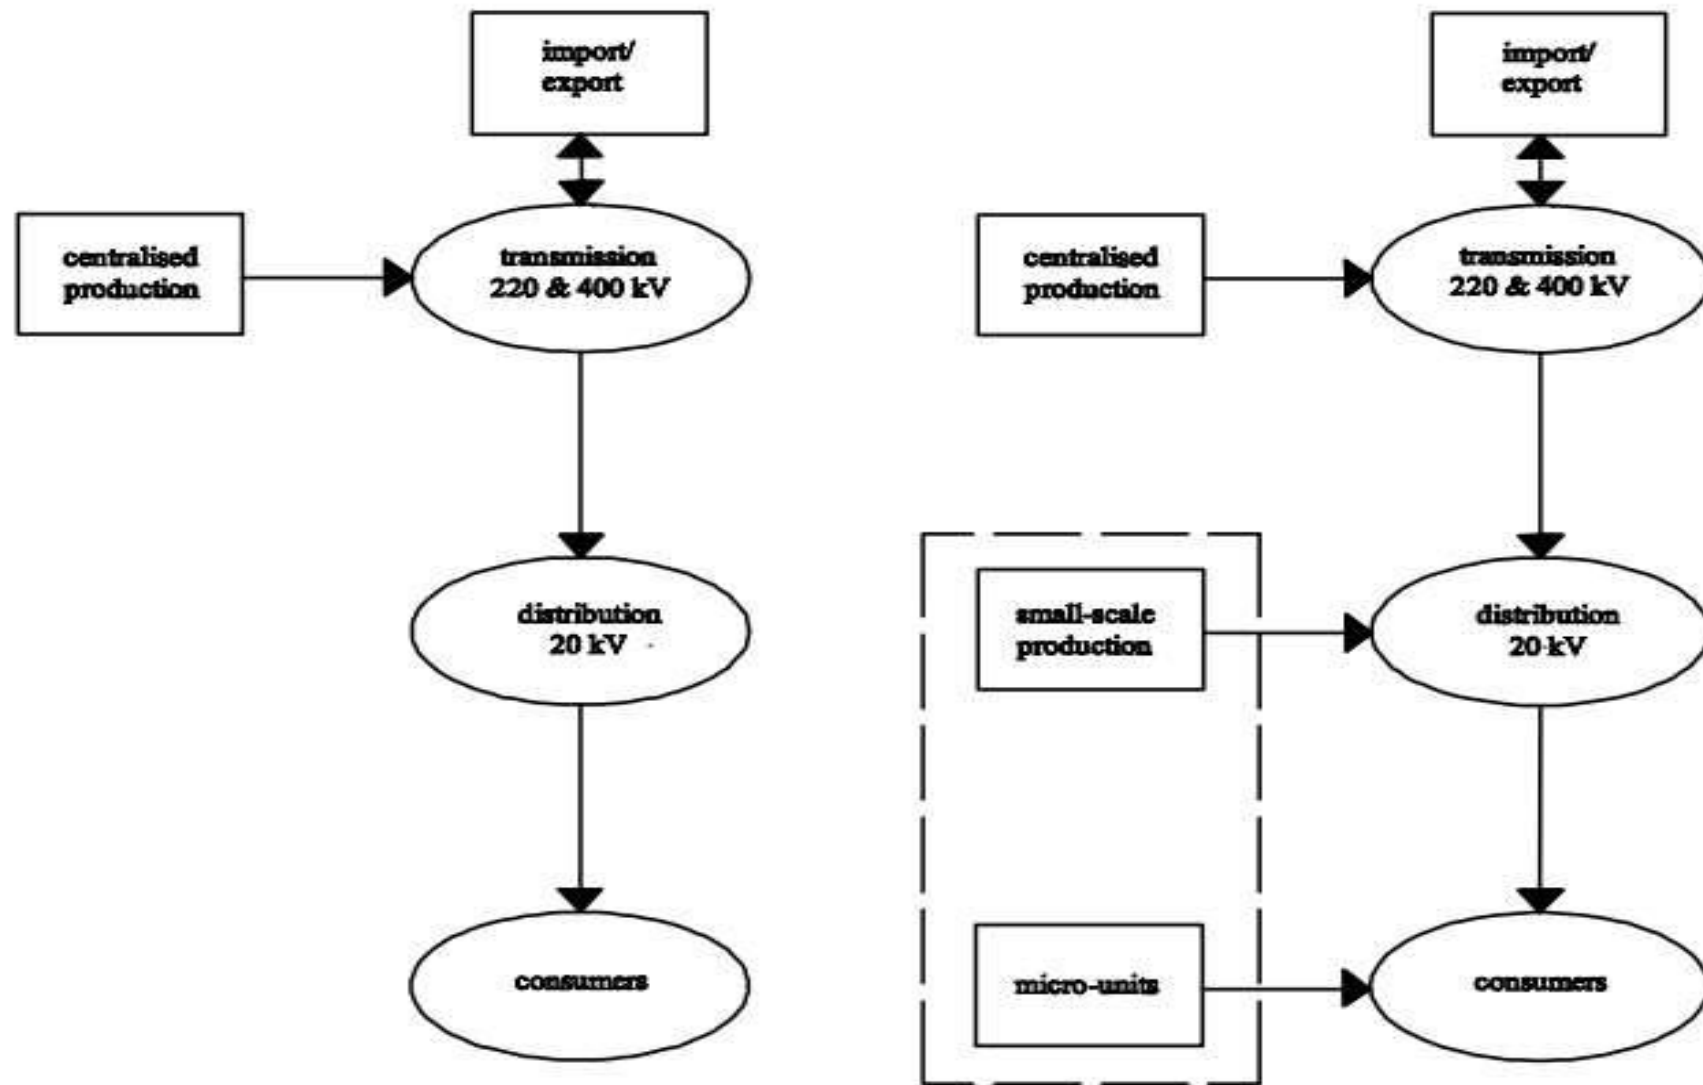 import/
export
centralised
production
transmission
220 & 400 kV
distribution
20 kV
consumers
import/
export
centralised
production
transmission
220 & 400 kV
small-scale
production
distribution
20 kV
micro-units
consumers